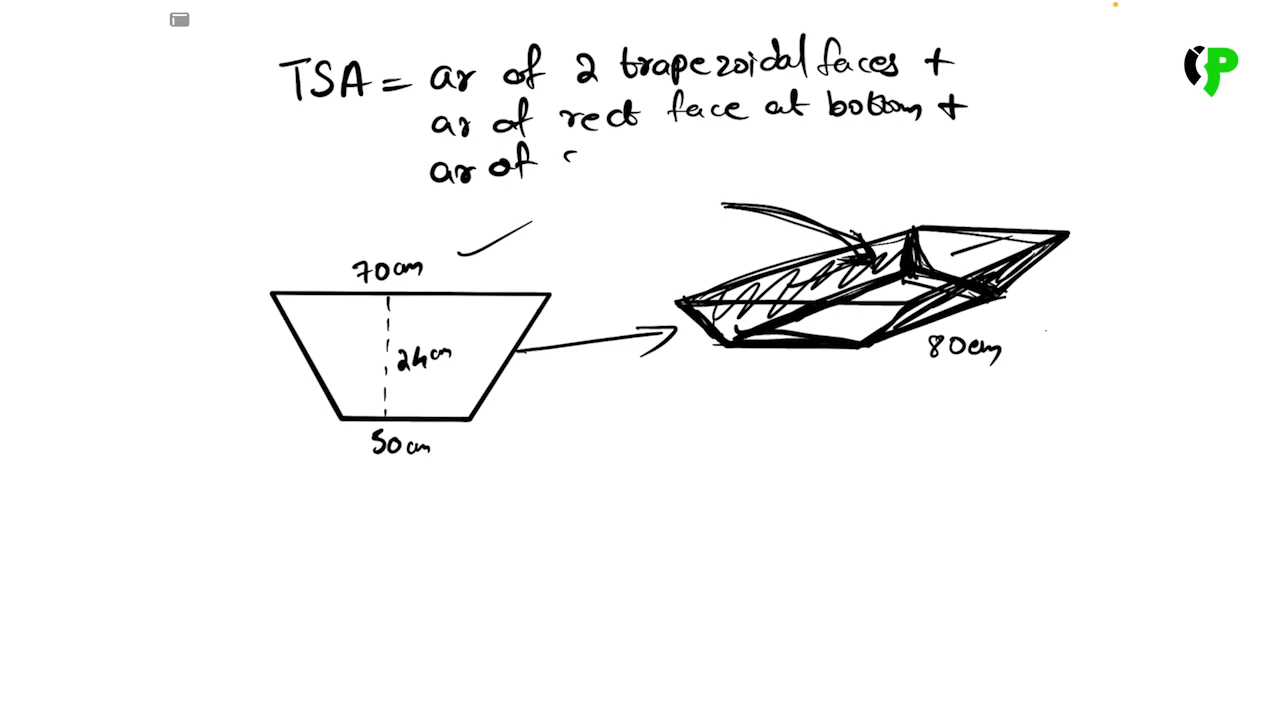 TSA = ar of 2 trapezoidal faces +
ar of rect face at bottom +
ar of
70cm
24cm
50cm
80cm
P